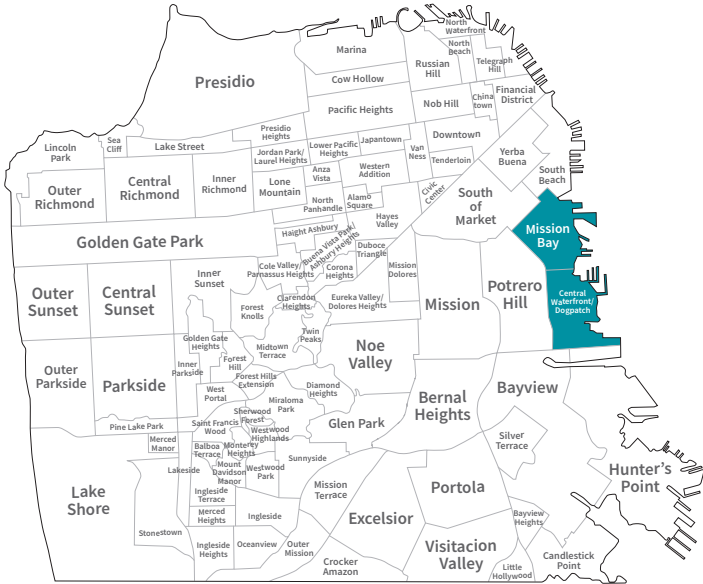 North
Waterfront
Marina
North
Beach
Russian
Hill
Telegraph
Hill
Presidio
Cow Hollow
Financial
District
Pacific Heights
Nob Hill
China
town
Presidio
Heights
Downtown
Lincoln
Park
Sea
Cliff
Lake Street
Lower Pacific
Heights
Japantown
Van
Ness
Jordan Park/
Laurel Heights
Tenderloin
Yerba
Buena
Anza
Vista
Western
Addition
South
Beach
Outer
Richmond
Central
Richmond
Inner
Richmond
Lone
Mountain
Civic
Center
North
Panhandle
Alamo
Square
South
of
Market
Hayes
Valley
Haight Ashbury
Mission
Bay
Golden Gate Park
Buena Vista Park/
Ashbury Heights
Duboce
Triangle
Cole Valley/
Parnassus Heights
Corona
Heights
Mission
Dolores
Inner
Sunset
Outer
Sunset
Central
Sunset
Clarendon
Heights
Eureka Valley/
Dolores Heights
Mission
Potrero
Hill
Central
Waterfront/
Dogpatch
Forest
Knolls
Twin
Peaks
Golden Gate
Heights
Midtown
Terrace
Noe
Valley
Forest
Hill
Inner
Parkside
Outer
Parkside
Parkside
Forest Hills
Extension
West
Portal
Diamond
Heights
Bayview
Miraloma
Park
Bernal
Heights
Sherwood
Forest
Pine Lake Park
Saint Francis
Wood
Westwood
Highlands
Glen Park
Merced
Manor
Balboa
Terrace
Monterey
Heights
Silver
Terrace
Sunnyside
Lakeside
Mount
Davidson
Manor
Westwood
Park
Hunter's
Point
Mission
Terrace
Portola
Ingleside
Terrace
Lake
Shore
Merced
Heights
Ingleside
Excelsior
Bayview
Heights
Stonestown
Ingleside
Heights
Oceanview
Outer
Mission
Visitacion
Valley
Candlestick
Point
Crocker
Amazon
Little
Hollywood